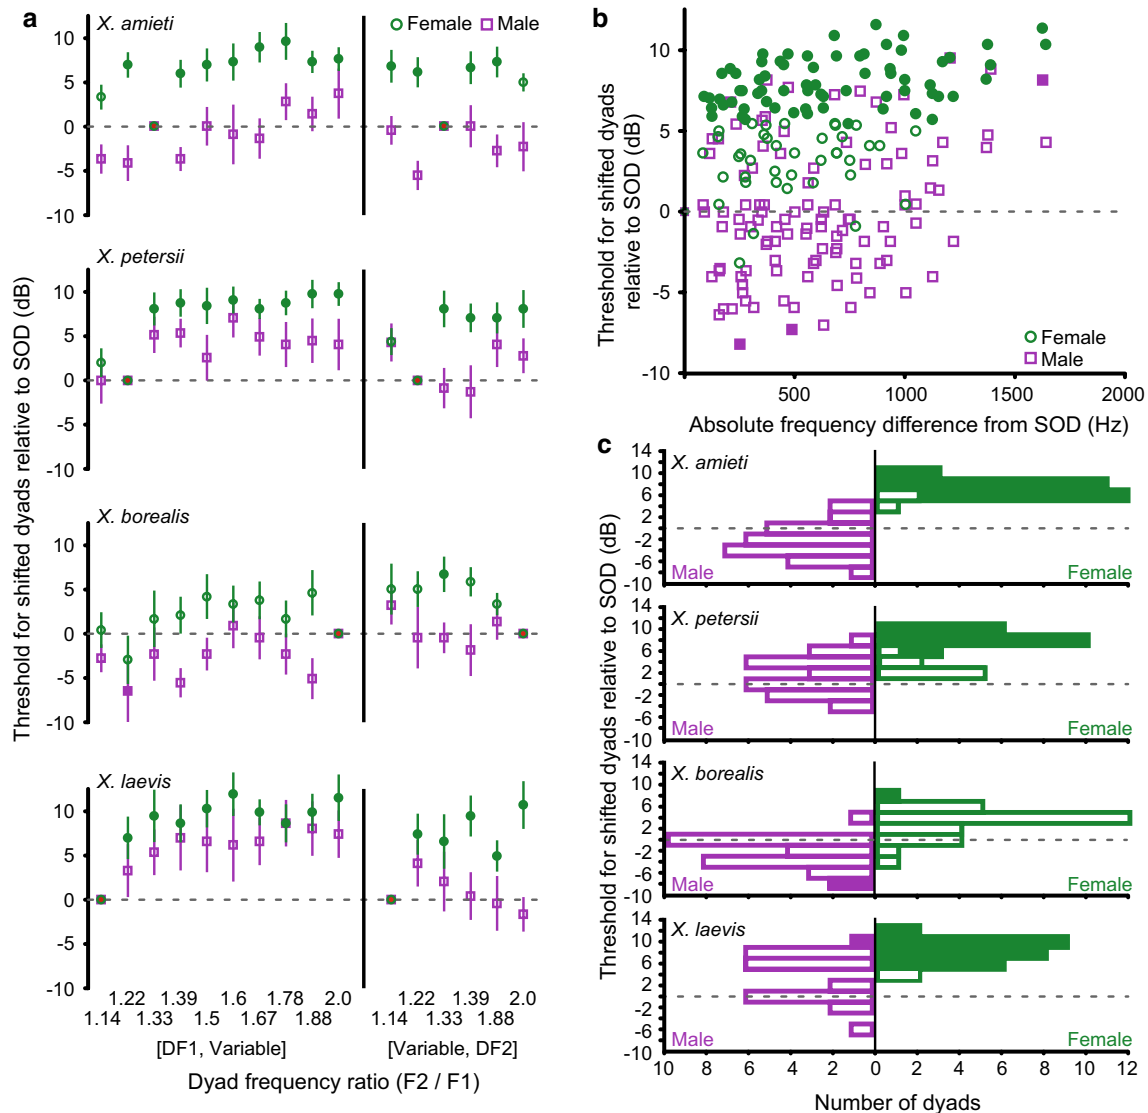 a
X. amieti
Female
Male
10
5
0
-5
-10
X. petersii
10
5
0
-5
-10
X. borealis
10
5
0
-5
-10
X. laevis
10
5
0
-5
-10
Threshold for shifted dyads relative to SOD (dB)
1.22 1.39 1.6 1.78 2.0
1.14 1.33 1.5 1.67 1.88
[DF1, Variable]
1.22 1.39 2.0
1.14 1.33 1.88
[Variable, DF2]
Dyad frequency ratio (F2 / F1)
b
Threshold for shifted dyads
relative to SOD (dB)
10
5
0
-5
-10
Female
Male
500 1000 1500 2000
Absolute frequency difference from SOD (Hz)
c
Threshold for shifted dyads relative to SOD (dB)
X. amieti
14
10
6
2
-2
-6
-10
Male
Female
X. petersii
14
10
6
2
-2
-6
-10
Male
Female
X. borealis
14
10
6
2
-2
-6
-10
Male
Female
X. laevis
14
10
6
2
-2
-6
-10
Male
Female
10 8 6 4 2 0 2 4 6 8 10 12
Number of dyads